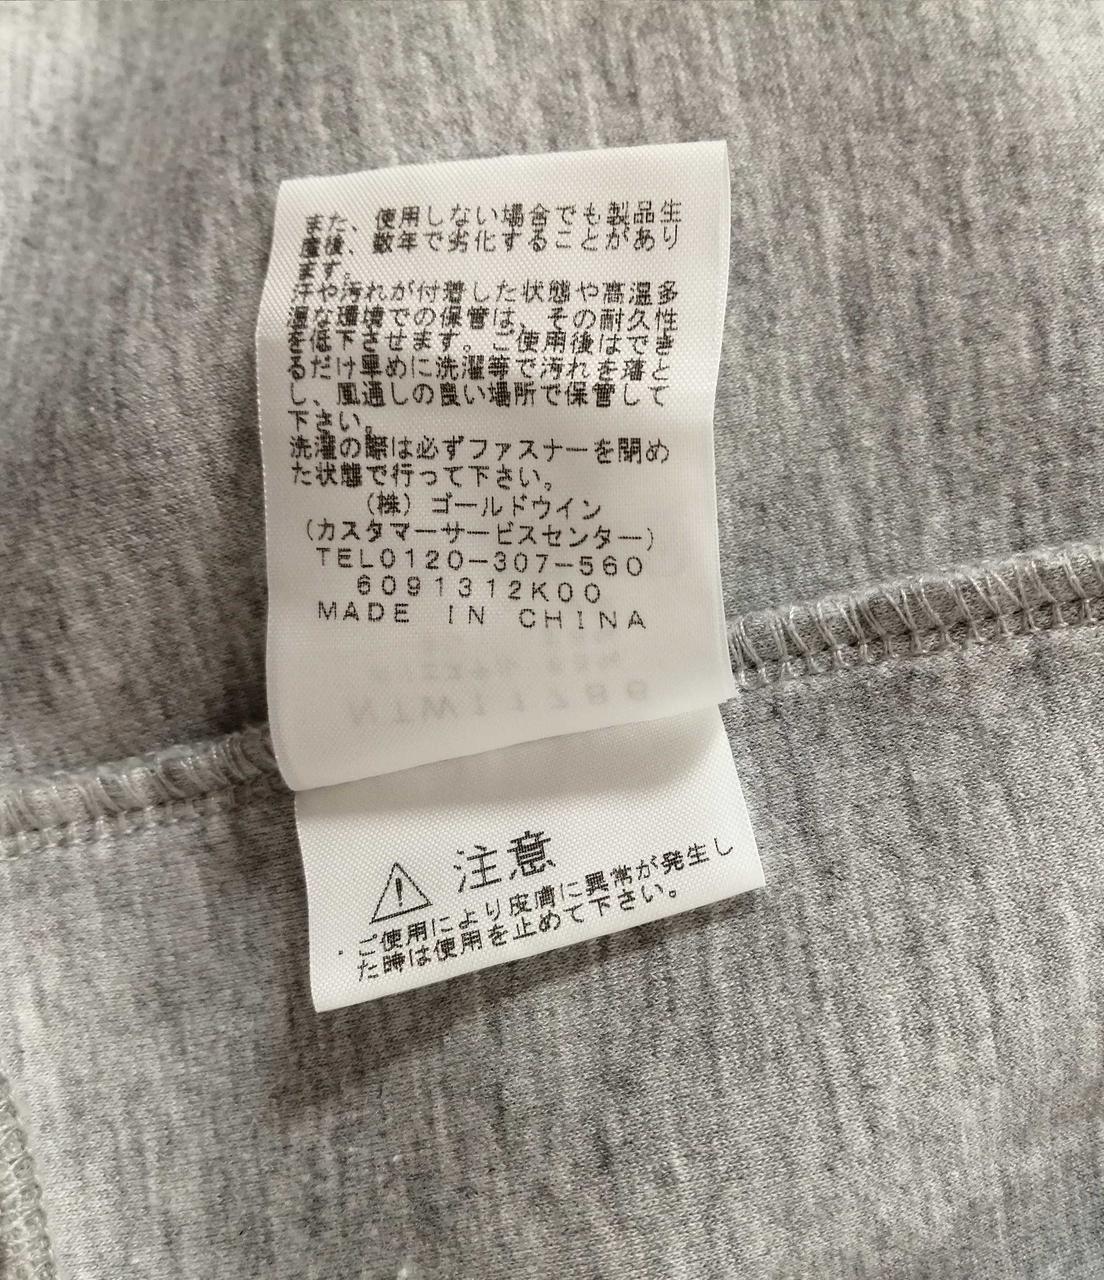 また、使用しない場合でも製品生
産後、数年で劣化することがあり
ます。
汗や汚れが付着した状態や高温多
湿な環境での保管は、その耐久性
を低下させます。ご使用後はでき
るだけ早めに洗濯等で汚れを落と
し、風通しの良い場所で保管して
下さい。
洗濯の際は必ずファスナーを閉め
た状態で行って下さい。
(株)ゴールドウイン
(カスタマーサービスセンター)
TEL0120-307-560
6091312K00
MADE IN CHINA
NTW11788
注意
・ご使用により皮膚に異常が発生し
た時は使用を止めて下さい。